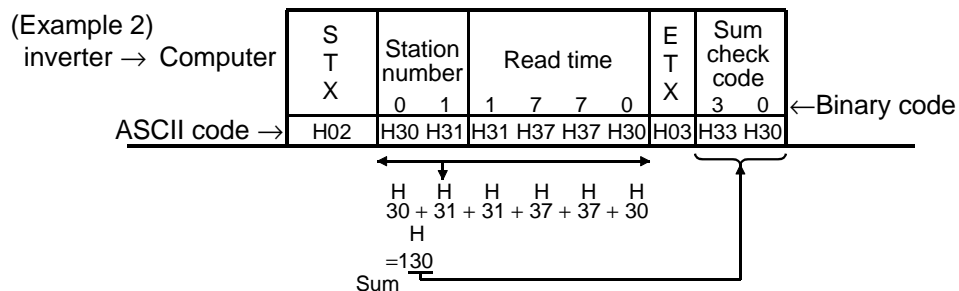 (Example 2)
inverter → Computer
S T X
Station number
Read time
E T X
Sum check code
0 1 1 7 7 0 3 0
←Binary code
ASCII code →
H02 H30 H31 H31 H37 H37 H30 H03 H33 H30
H H H H H H
30 + 31 + 31 + 37 + 37 + 30
H
=130
Sum